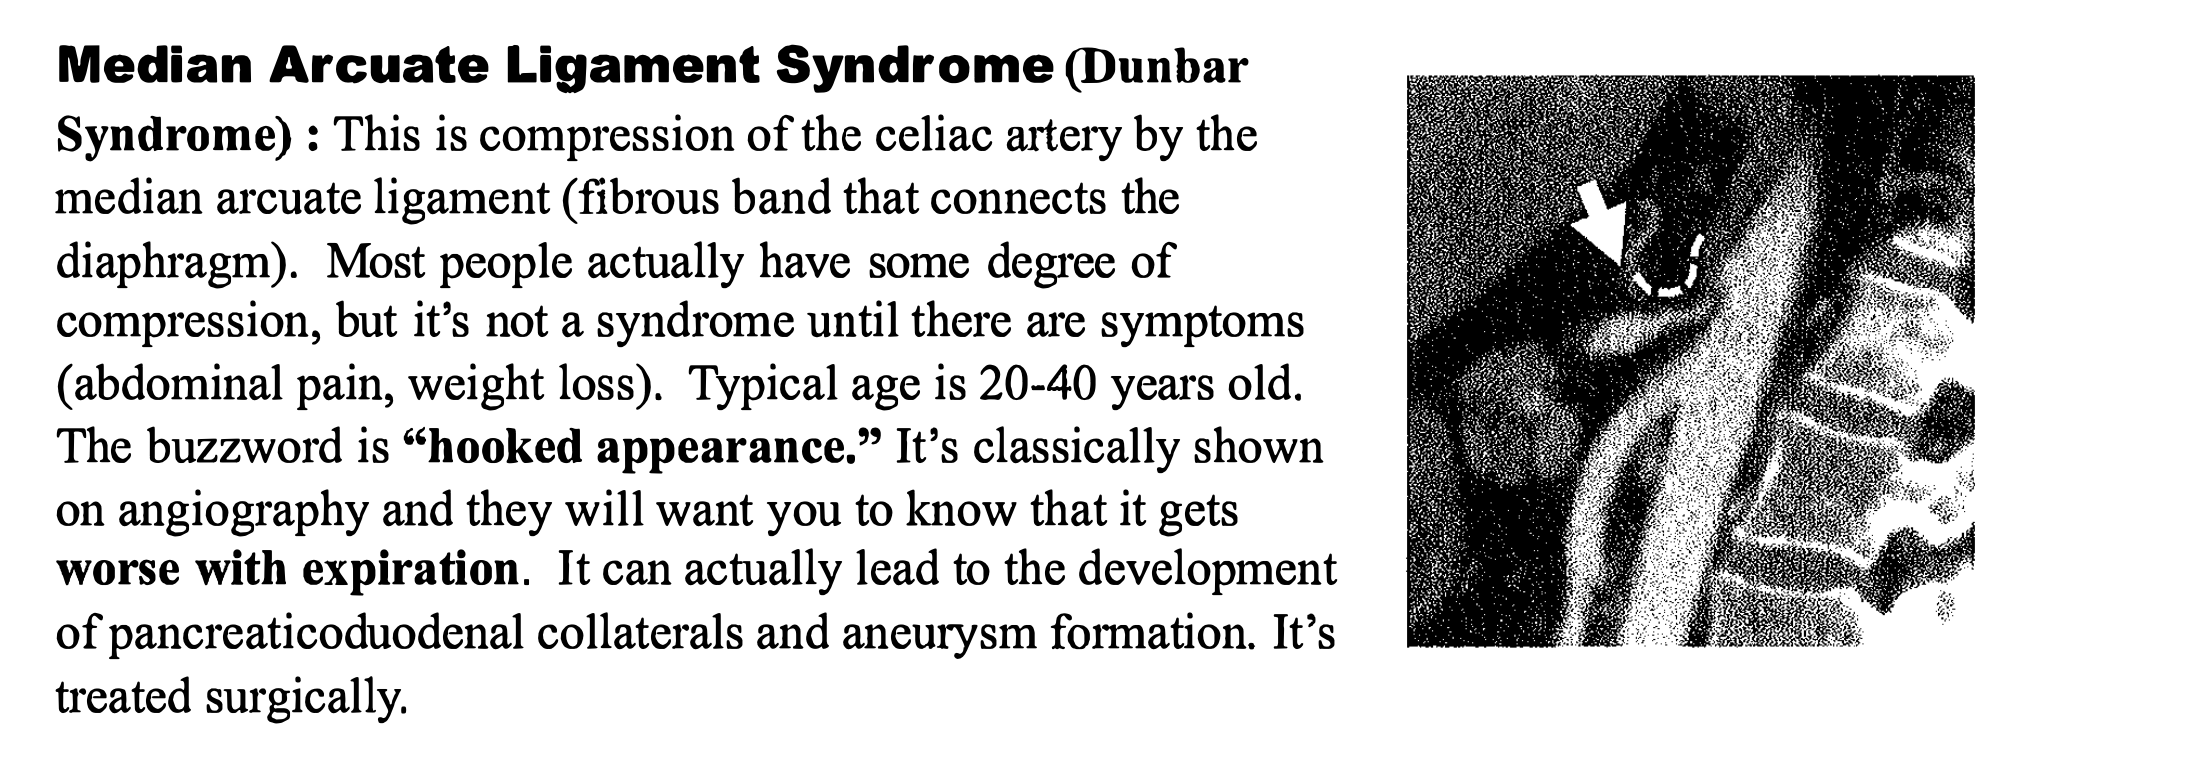 Median Arcuate Ligament Syndrome (Dunbar
Syndrome) : This is compression of the celiac artery by the
median arcuate ligament (fibrous band that connects the
diaphragm). Most people actually have some degree of
compression, but it’s not a syndrome until there are symptoms
(abdominal pain, weight loss). Typical age is 20-40 years old.
The buzzword is “hooked appearance.” It’s classically shown
on angiography and they will want you to know that it gets
worse with expiration. It can actually lead to the development
of pancreaticoduodenal collaterals and aneurysm formation. It’s
treated surgically.